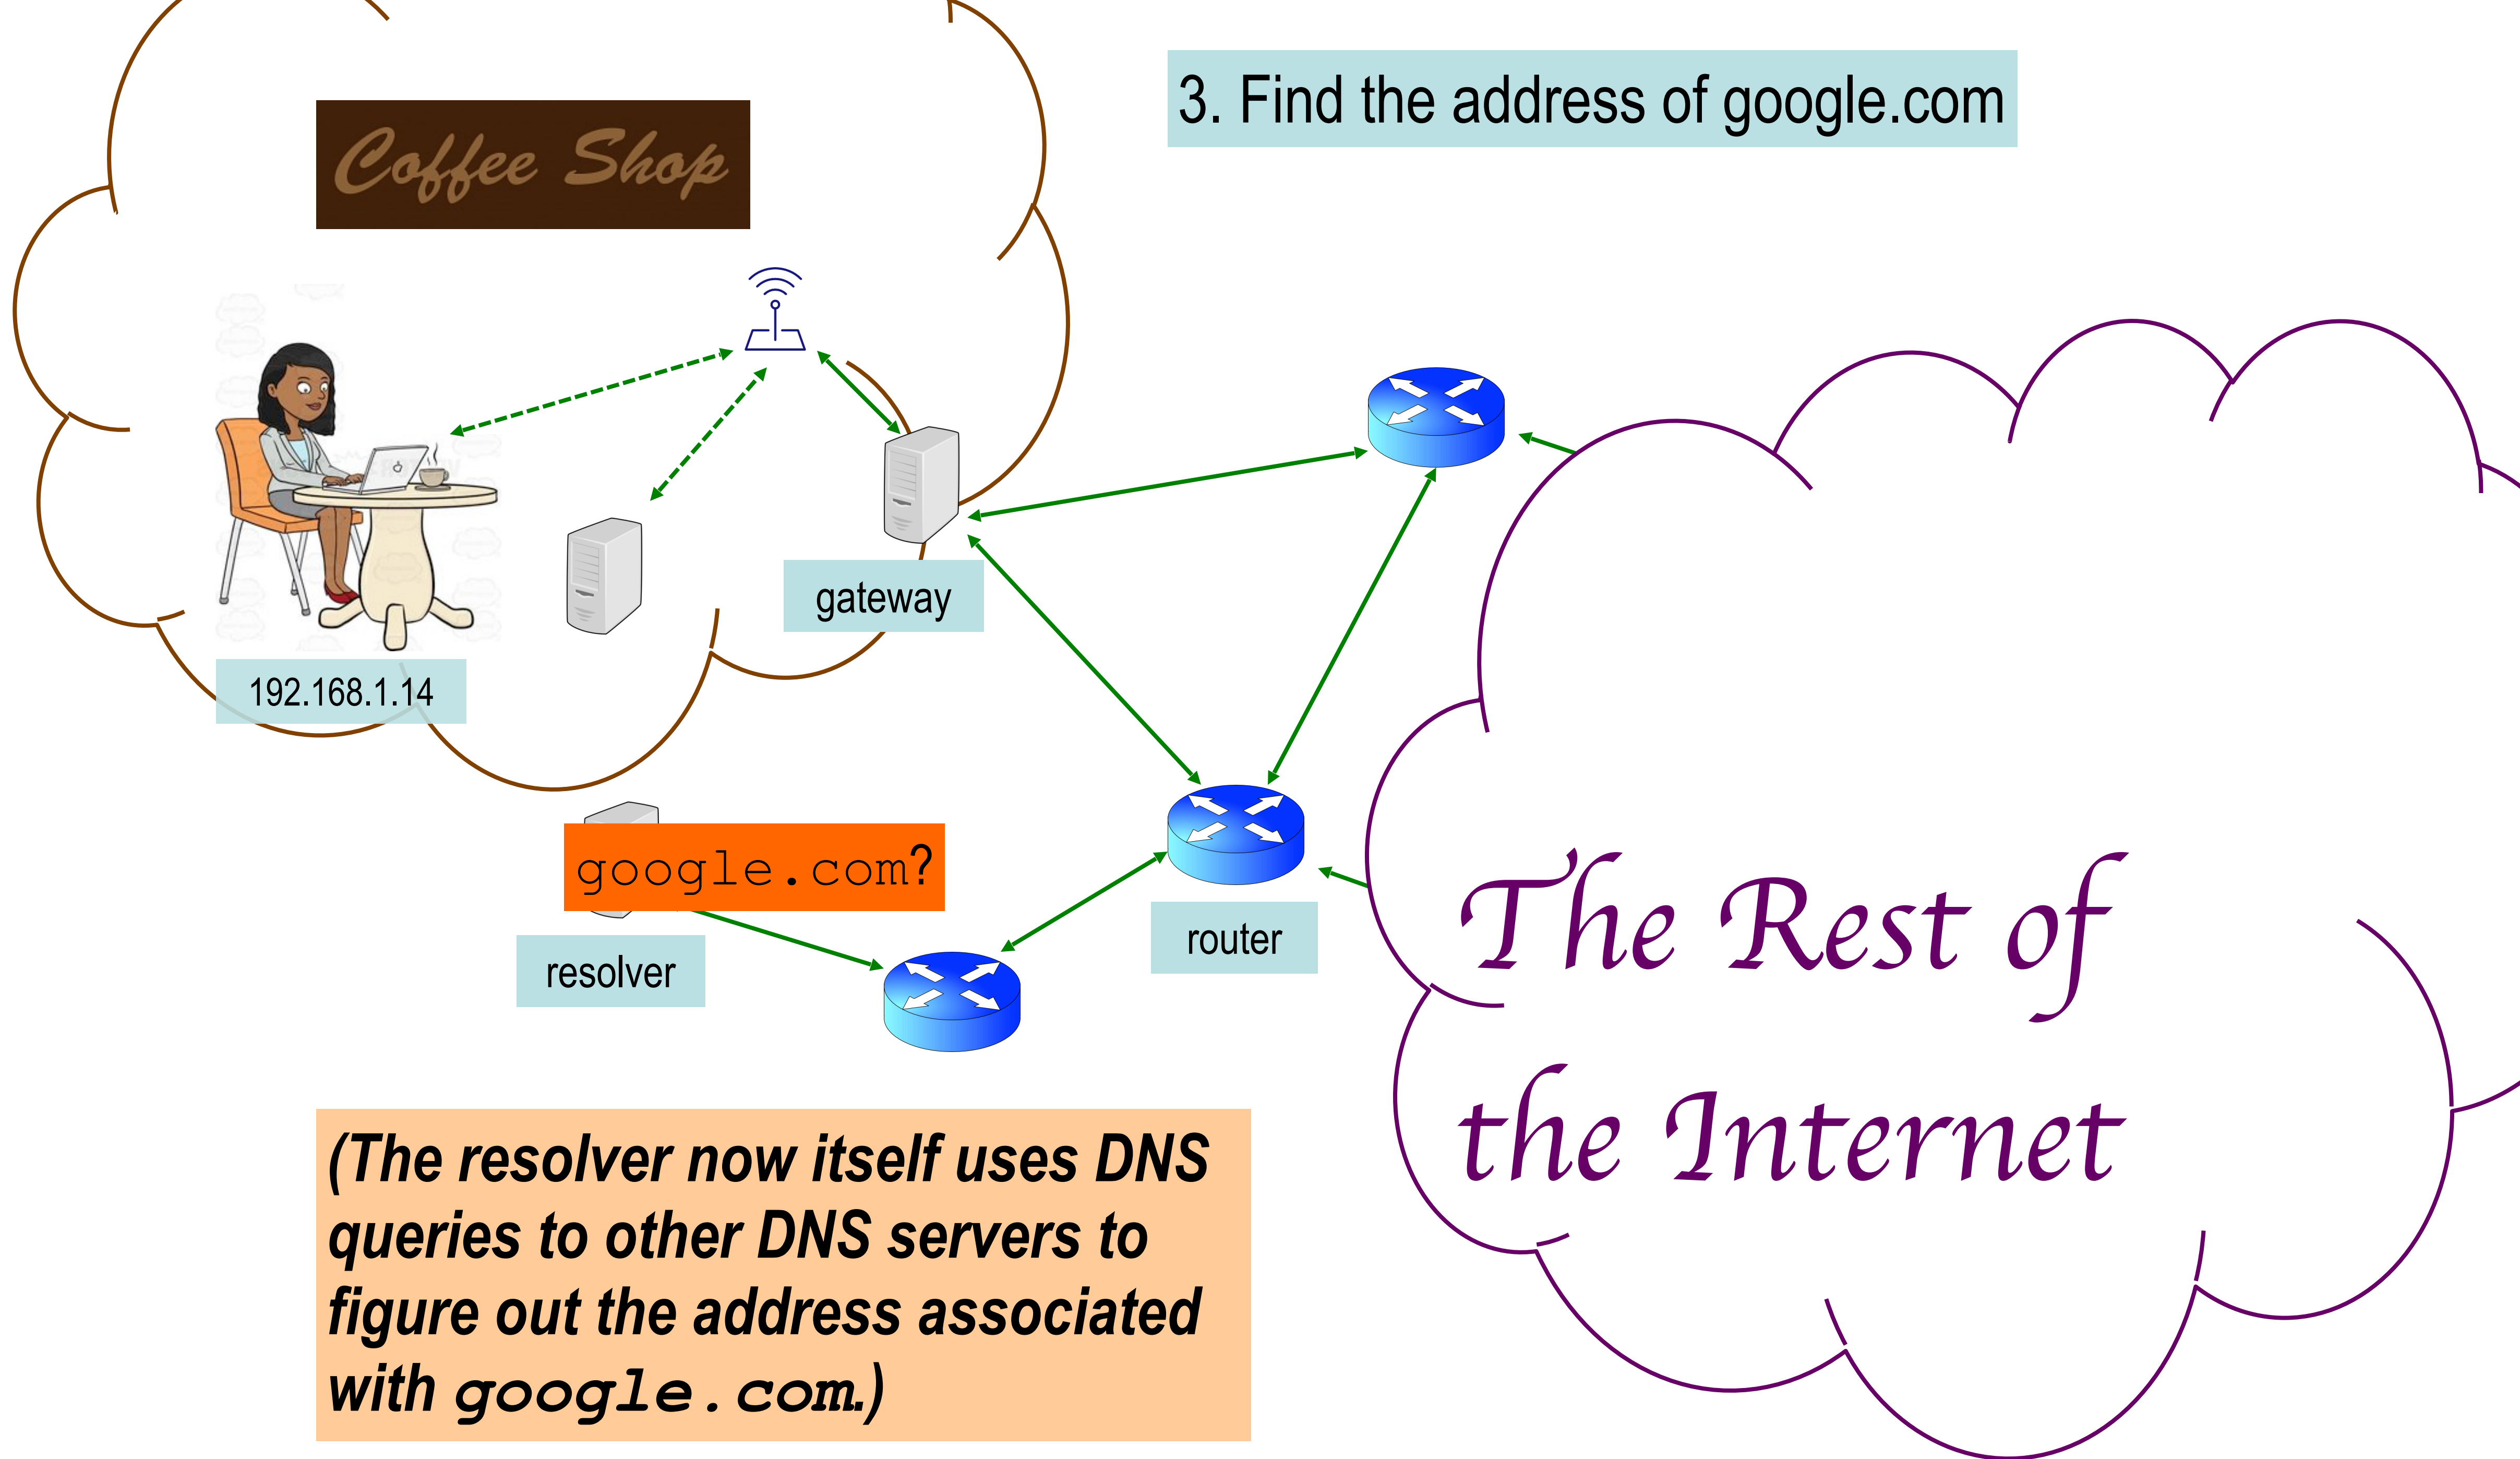 3. Find the address of google.com
Coffee Shop
gateway
192.168.1.14
google.com?
resolver
router
The Rest of
the Internet
(The resolver now itself uses DNS
queries to other DNS servers to
figure out the address associated
with google.com.)